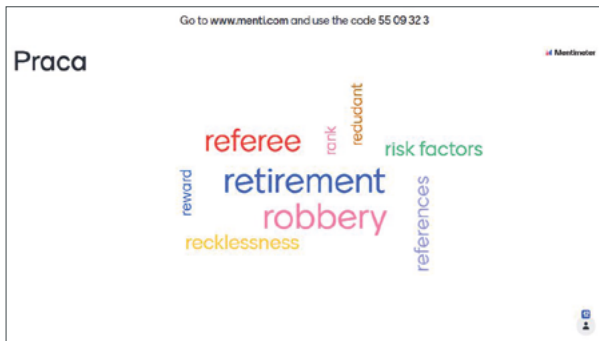 Go to www.menti.com and use the code 55 09 32 3
Praca
Mentimeter
redudant
rank
referee
risk factors
reward
retirement
references
robbery
recklessness